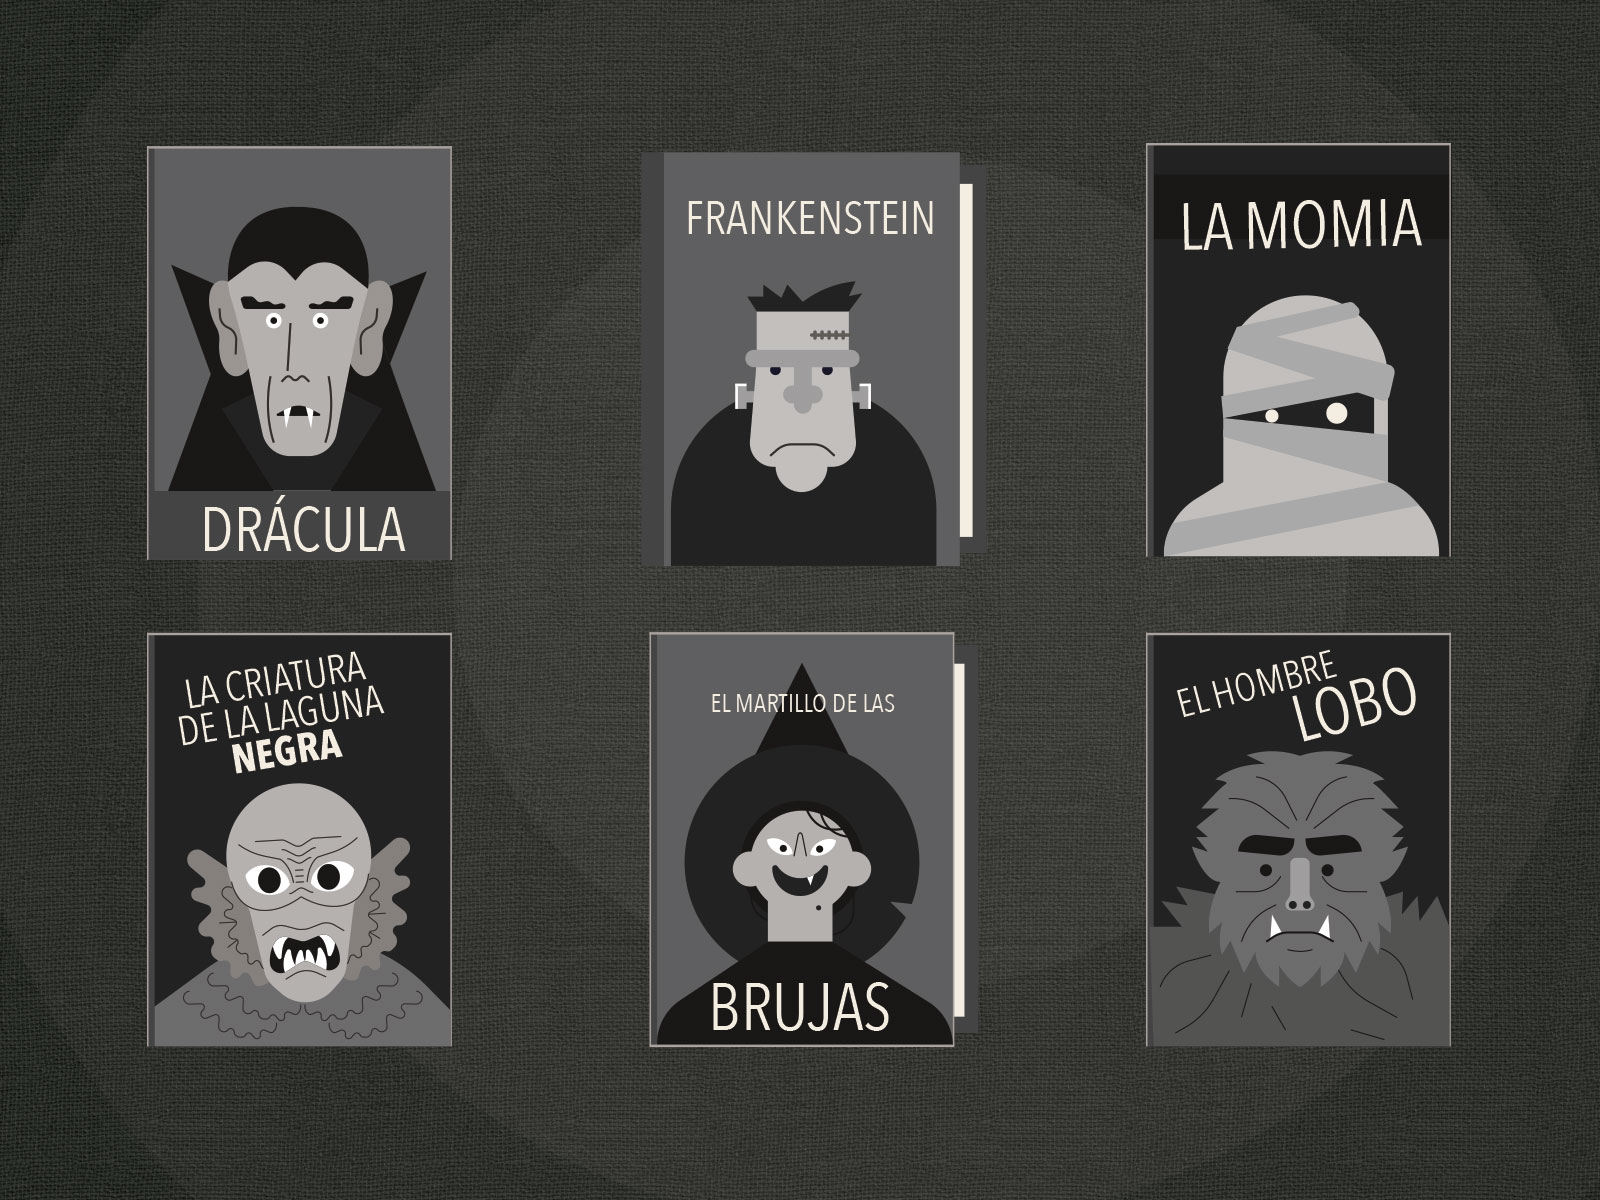 DRÁCULA
FRANKENSTEIN
LA MOMIA
LA CRIATURA
DE LA LAGUNA
NEGRA
EL MARTILLO DE LAS
BRUJAS
EL HOMBRE
LOBO